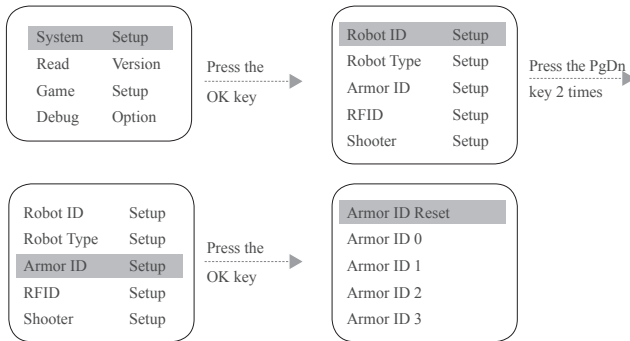 System Setup
Read Version
Game Setup
Debug Option
Press the
OK key
Robot ID Setup
Robot Type Setup
Armor ID Setup
RFID Setup
Shooter Setup
Press the PgDn
key 2 times
Robot ID Setup
Robot Type Setup
Armor ID Setup
RFID Setup
Shooter Setup
Press the
OK key
Armor ID Reset
Armor ID 0
Armor ID 1
Armor ID 2
Armor ID 3